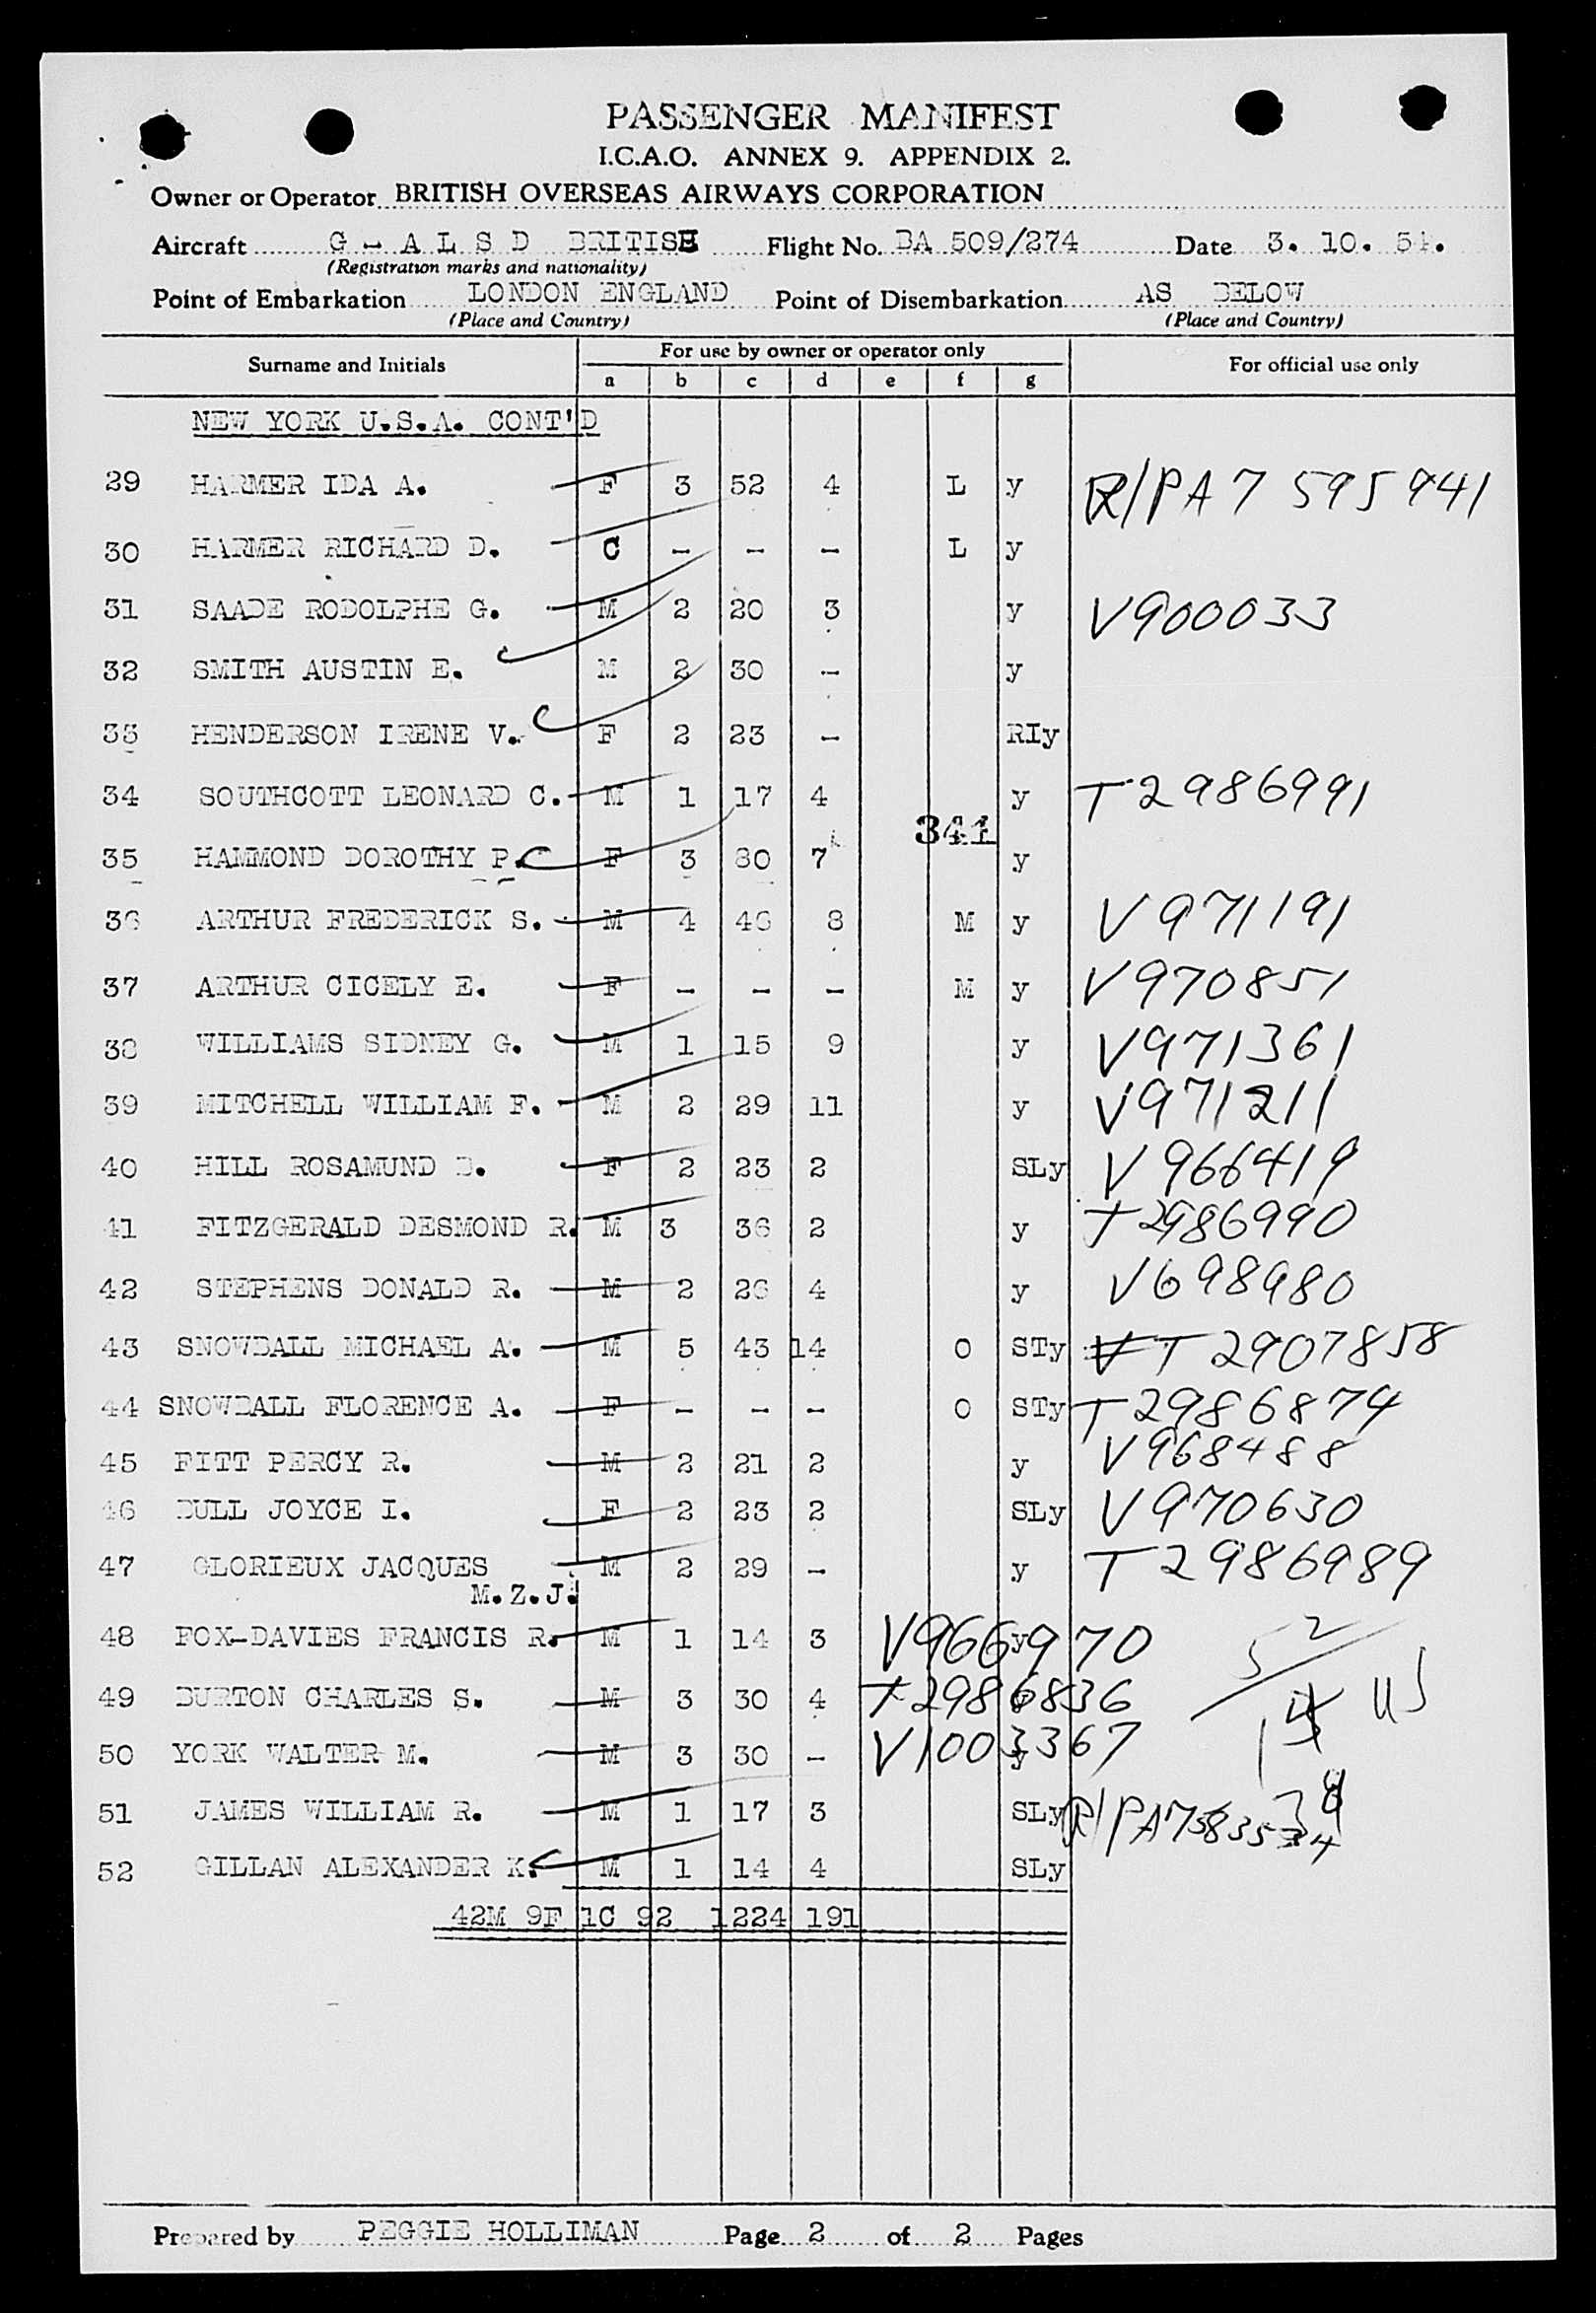 PASSENGER MANIFEST
I.C.A.O. ANNEX 9. APPENDIX 2.
Owner or Operator BRITISH OVERSEAS AIRWAYS CORPORATION
Aircraft G - A L S D BRITISH Flight No. BA 509/274 Date 3. 10. 54.
(Registration marks and nationality)
Point of Embarkation LONDON ENGLAND Point of Disembarkation AS BELOW
(Place and Country) (Place and Country)
Surname and Initials For use by owner or operator only For official use only
a b c d e f g
NEW YORK U.S.A. CONT'D
29 HARMER IDA A. F 3 52 4 L y R/PA7 595941
30 HARMER RICHARD D. C - - - L y
31 SAADE RODOLPHE G. M 2 20 3 y V900033
32 SMITH AUSTIN E. M 2 30 - y
33 HENDERSON IRENE V. F 2 23 - RIy
34 SOUTHCOTT LEONARD C. M 1 17 4 y T2986991
341
35 HAMMOND DOROTHY P. F 3 30 7 y
36 ARTHUR FREDERICK S. M 4 46 8 M y V971191
37 ARTHUR CICELY E. F - - - M y V970851
38 WILLIAMS SIDNEY G. M 1 15 9 y V971361
39 MITCHELL WILLIAM F. M 2 29 11 y V971211
40 HILL ROSAMUND F 2 23 2 SLy V966419
41 FITZGERALD DESMOND R. M 3 36 2 y T2986990
42 STEPHENS DONALD R. M 2 26 4 y V698980
43 SNOWBALL MICHAEL A. M 5 43 14 O STy T2907858
44 SNOWBALL FLORENCE A. F - - - O STy T2986874
45 FITT PERCY R. M 2 21 2 y V968488
46 BULL JOYCE I. F 2 23 2 SLy V970630
47 GLORIEUX JACQUES M 2 29 - y T2986989
M.Z.J.
48 FOX-DAVIES FRANCIS R. M 1 14 3 y V966970
49 BURTON CHARLES S. M 3 30 4 T2986836
50 YORK WALTER M. M 3 30 - y V1003367
52
US
51 JAMES WILLIAM R. M 1 17 3 SLy
52 GILLAN ALEXANDER K. M 1 14 4 SLy
42M 9F 1C 92 1224 191
Prepared by PEGGIE HOLLIMAN Page 2 of 2 Pages